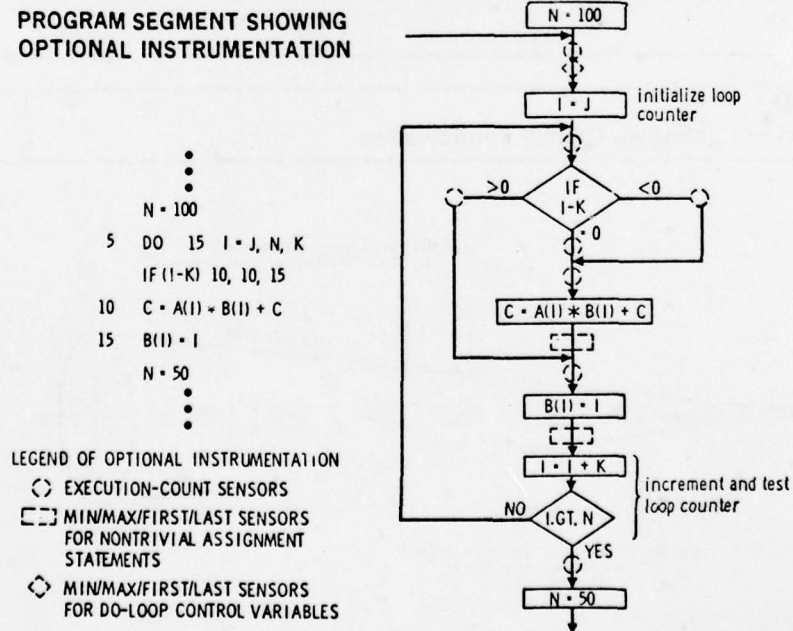 PROGRAM SEGMENT SHOWING
OPTIONAL INSTRUMENTATION
N = 100
5 DO 15 I = J, N, K
IF (I-K) 10, 10, 15
10 C = A(I) * B(I) + C
15 B(I) = I
N = 50
LEGEND OF OPTIONAL INSTRUMENTATION
EXECUTION-COUNT SENSORS
MIN/MAX/FIRST/LAST SENSORS
FOR NONTRIVIAL ASSIGNMENT
STATEMENTS
MIN/MAX/FIRST/LAST SENSORS
FOR DO-LOOP CONTROL VARIABLES
N = 100
I = J
initialize loop
counter
>0
IF
I-K
<0
= 0
C = A(I) * B(I) + C
B(I) = I
I = I + K
increment and test
loop counter
NO
I.GT. N
YES
N = 50